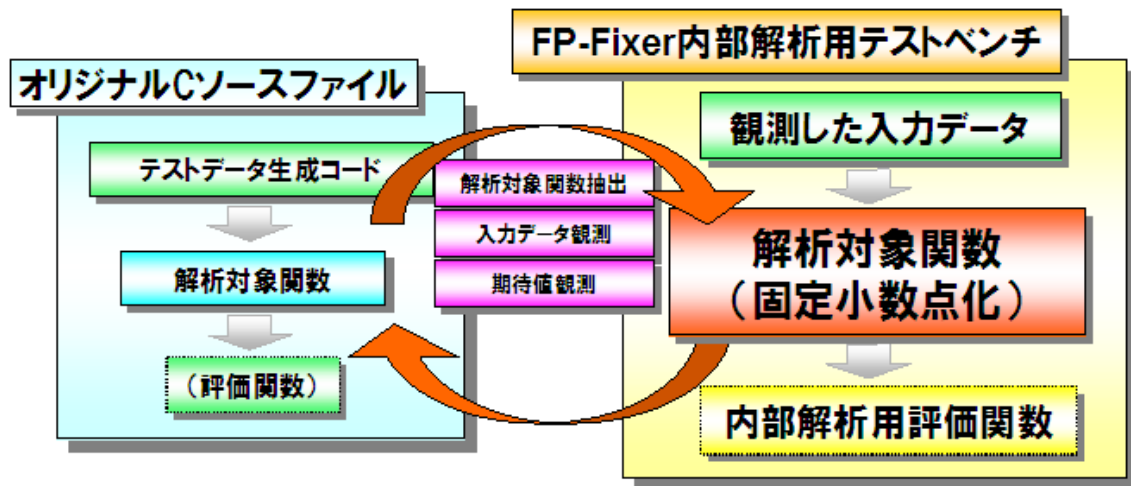 オリジナルCソースファイル
テストデータ生成コード
解析対象関数
（評価関数）
解析対象関数抽出
入力データ観測
期待値観測
FP-Fixer内部解析用テストベンチ
観測した入力データ
解析対象関数
（固定小数点化）
内部解析用評価関数